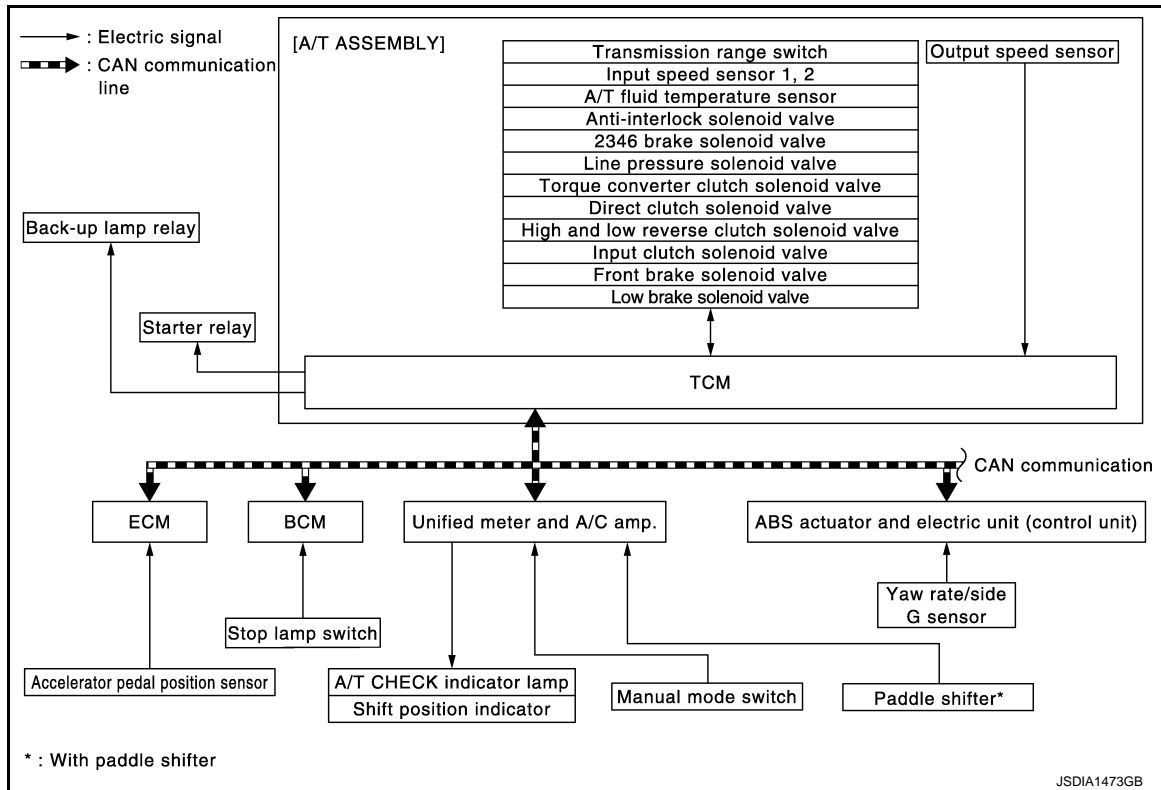 : Electric signal
: CAN communication
line
[A/T ASSEMBLY]
Transmission range switch
Input speed sensor 1, 2
A/T fluid temperature sensor
Anti-interlock solenoid valve
2346 brake solenoid valve
Line pressure solenoid valve
Torque converter clutch solenoid valve
Direct clutch solenoid valve
High and low reverse clutch solenoid valve
Input clutch solenoid valve
Front brake solenoid valve
Low brake solenoid valve
Output speed sensor
Back-up lamp relay
Starter relay
TCM
CAN communication
ECM
BCM
Unified meter and A/C amp.
ABS actuator and electric unit (control unit)
Yaw rate/side
G sensor
Stop lamp switch
Accelerator pedal position sensor
A/T CHECK indicator lamp
Shift position indicator
Manual mode switch
Paddle shifter*
* : With paddle shifter
JSDIA1473GB